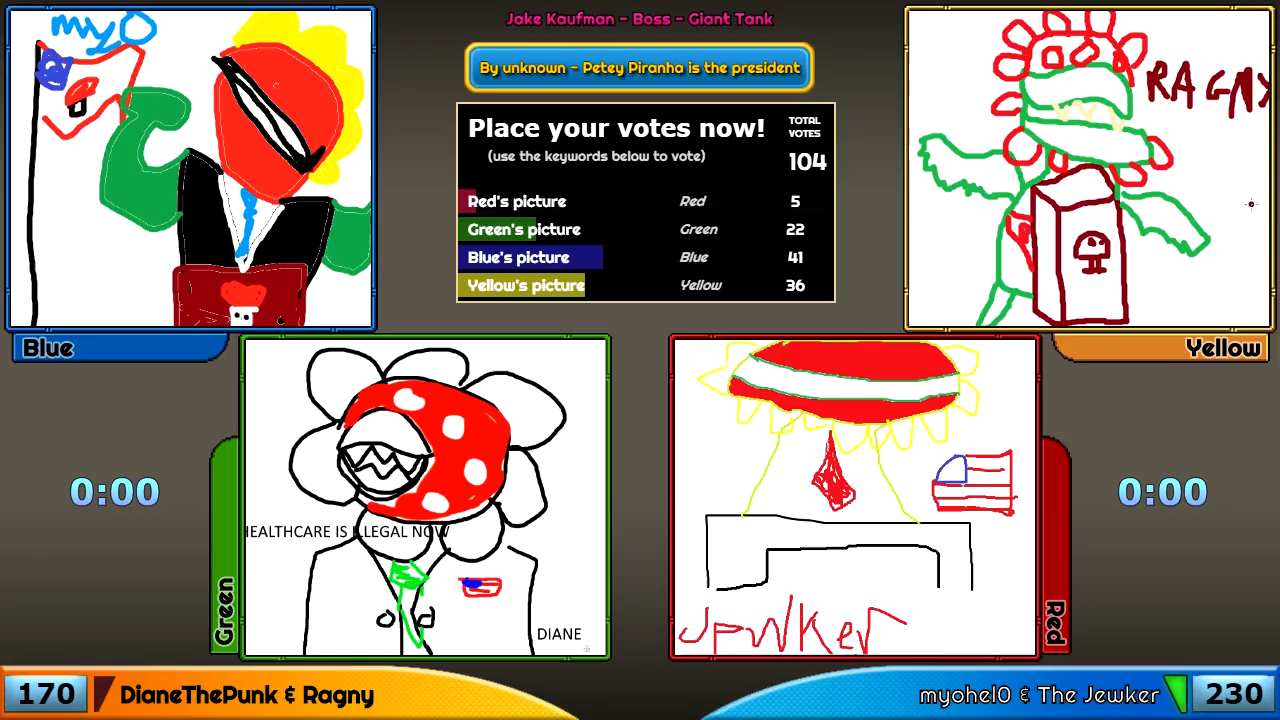 Jake Kaufman - Boss - Giant Tank
By unknown - Petey Piranha is the president
Place your votes now!
(use the keywords below to vote)
TOTAL
VOTES
104
Red's picture Red 5
Green's picture Green 22
Blue's picture Blue 41
Yellow's picture Yellow 36
myO
RAGNY
Blue
Yellow
HEALTHCARE IS ILLEGAL NOW
DIANE
Green
JEWKER
Red
0:00
0:00
170
DianeThePunk & Ragny
myohel0 & The Jewker
230